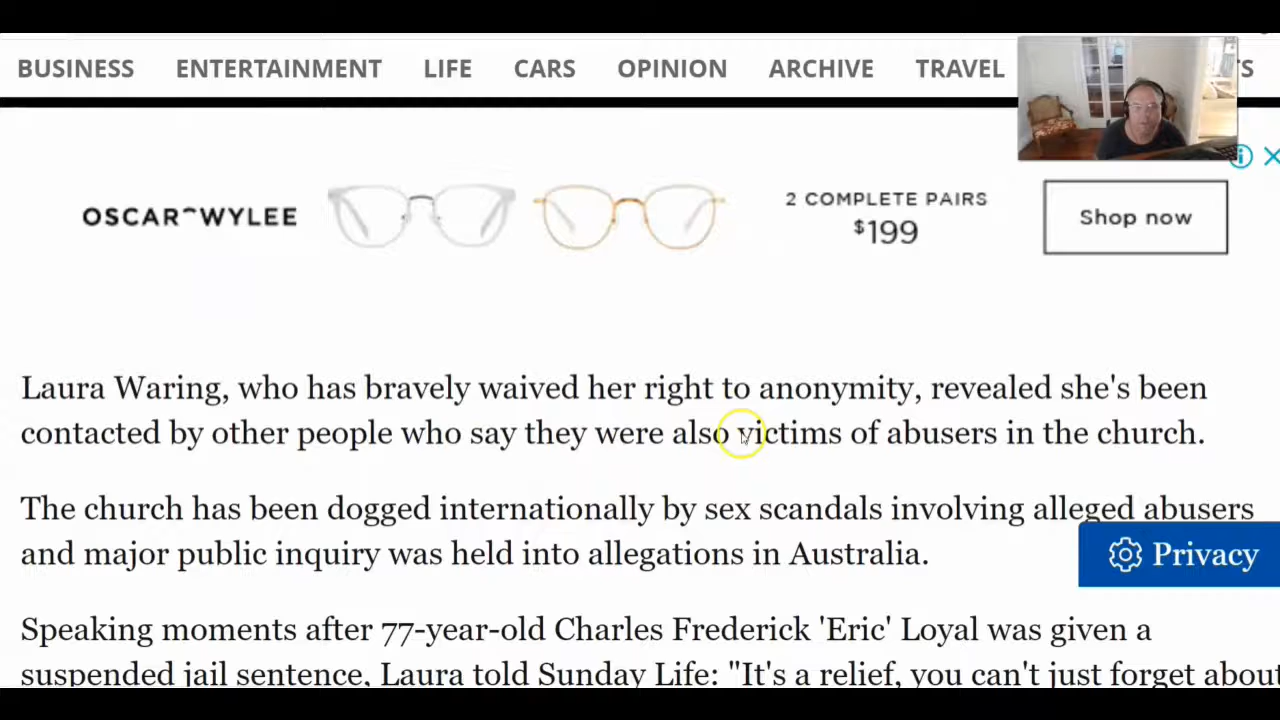 BUSINESS ENTERTAINMENT LIFE CARS OPINION ARCHIVE TRAVEL TS
OSCAR WYLEE
2 COMPLETE PAIRS
$199
Shop now
Laura Waring, who has bravely waived her right to anonymity, revealed she's been
contacted by other people who say they were also victims of abusers in the church.
The church has been dogged internationally by sex scandals involving alleged abusers
and major public inquiry was held into allegations in Australia.
Privacy
Speaking moments after 77-year-old Charles Frederick 'Eric' Loyal was given a
suspended jail sentence, Laura told Sunday Life: "It's a relief, you can't just forget about